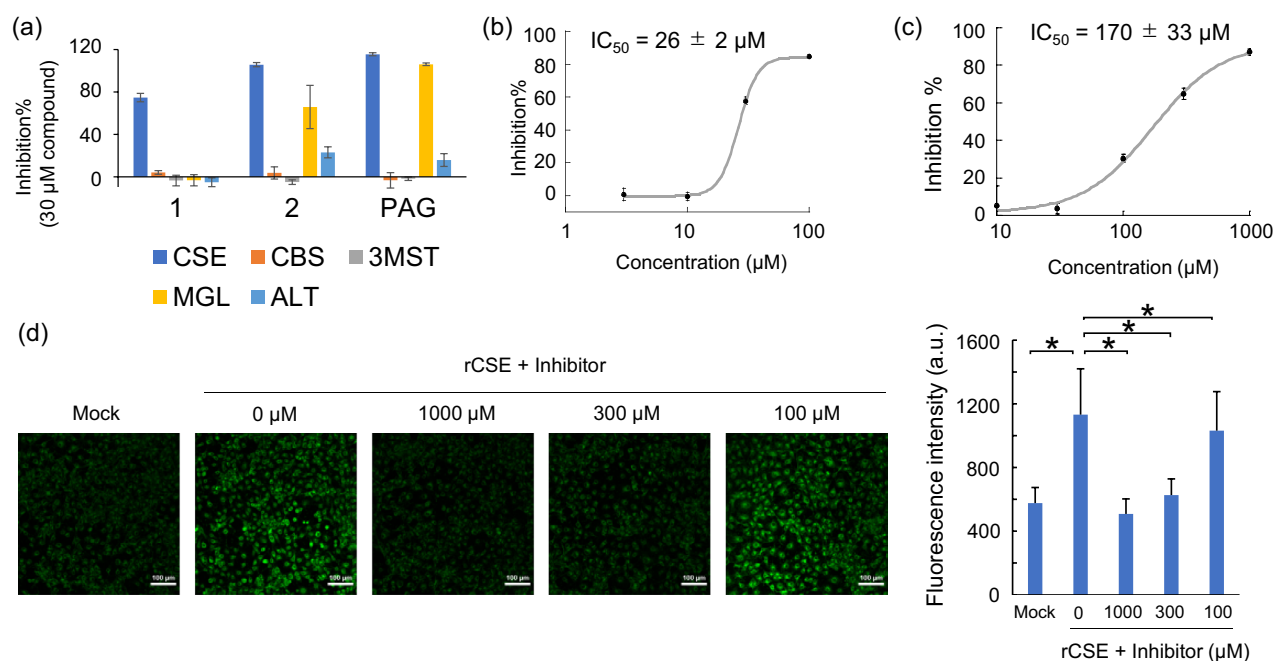 (a)
120
80
40
0
Inhibition%
(30 µM compound)
1 2 PAG
CSE CBS 3MST
MGL ALT
(b)
IC50 = 26 ± 2 µM
100
80
60
40
20
0
Inhibition%
1 10 100
Concentration (µM)
(c)
IC50 = 170 ± 33 µM
100
80
60
40
20
0
Inhibition %
10 100 1000
Concentration (µM)
(d)
rCSE + Inhibitor
Mock 0 µM 1000 µM 300 µM 100 µM
100 µm 100 µm 100 µm 100 µm 100 µm
Fluorescence intensity (a.u.)
1600
1200
800
400
0
*
*
* *
Mock 0 1000 300 100
rCSE + Inhibitor (µM)